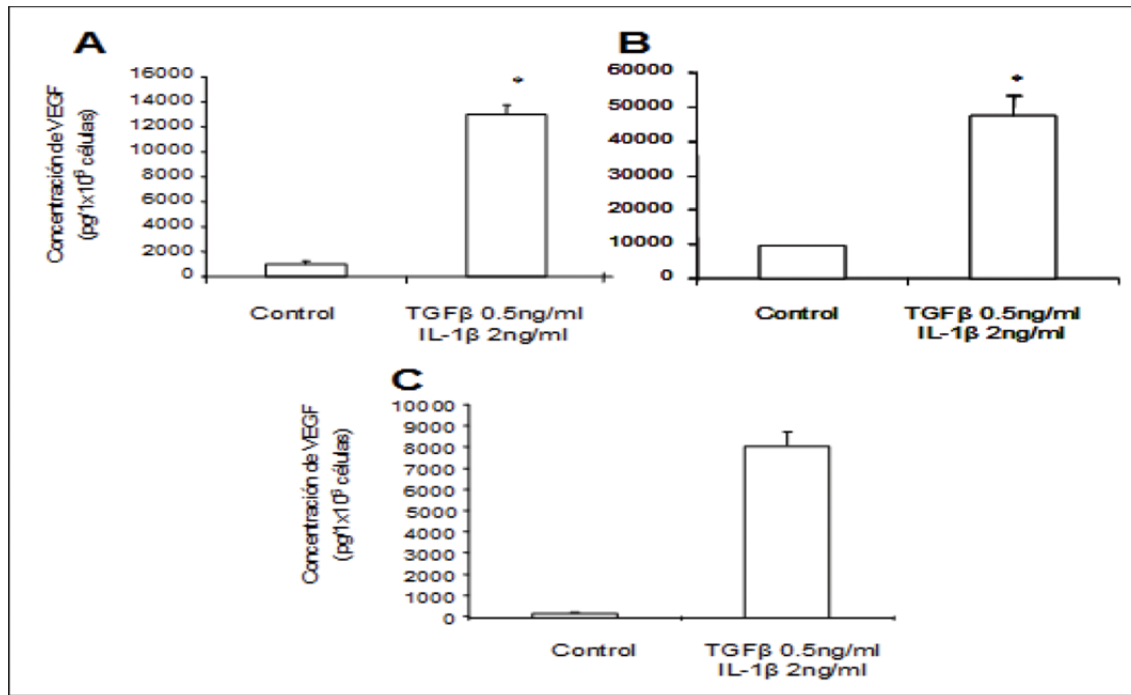 A
Concentración de VEGF
(pg/1x10⁶ células)
16000
14000
12000
10000
8000
6000
4000
2000
0
*
Control
TGFβ 0.5ng/ml
IL-1β 2ng/ml
B
60000
50000
40000
30000
20000
10000
0
*
Control
TGFβ 0.5ng/ml
IL-1β 2ng/ml
C
Concentración de VEGF
(pg/1x10⁶ células)
10000
9000
8000
7000
6000
5000
4000
3000
2000
1000
0
Control
TGFβ 0.5ng/ml
IL-1β 2ng/ml